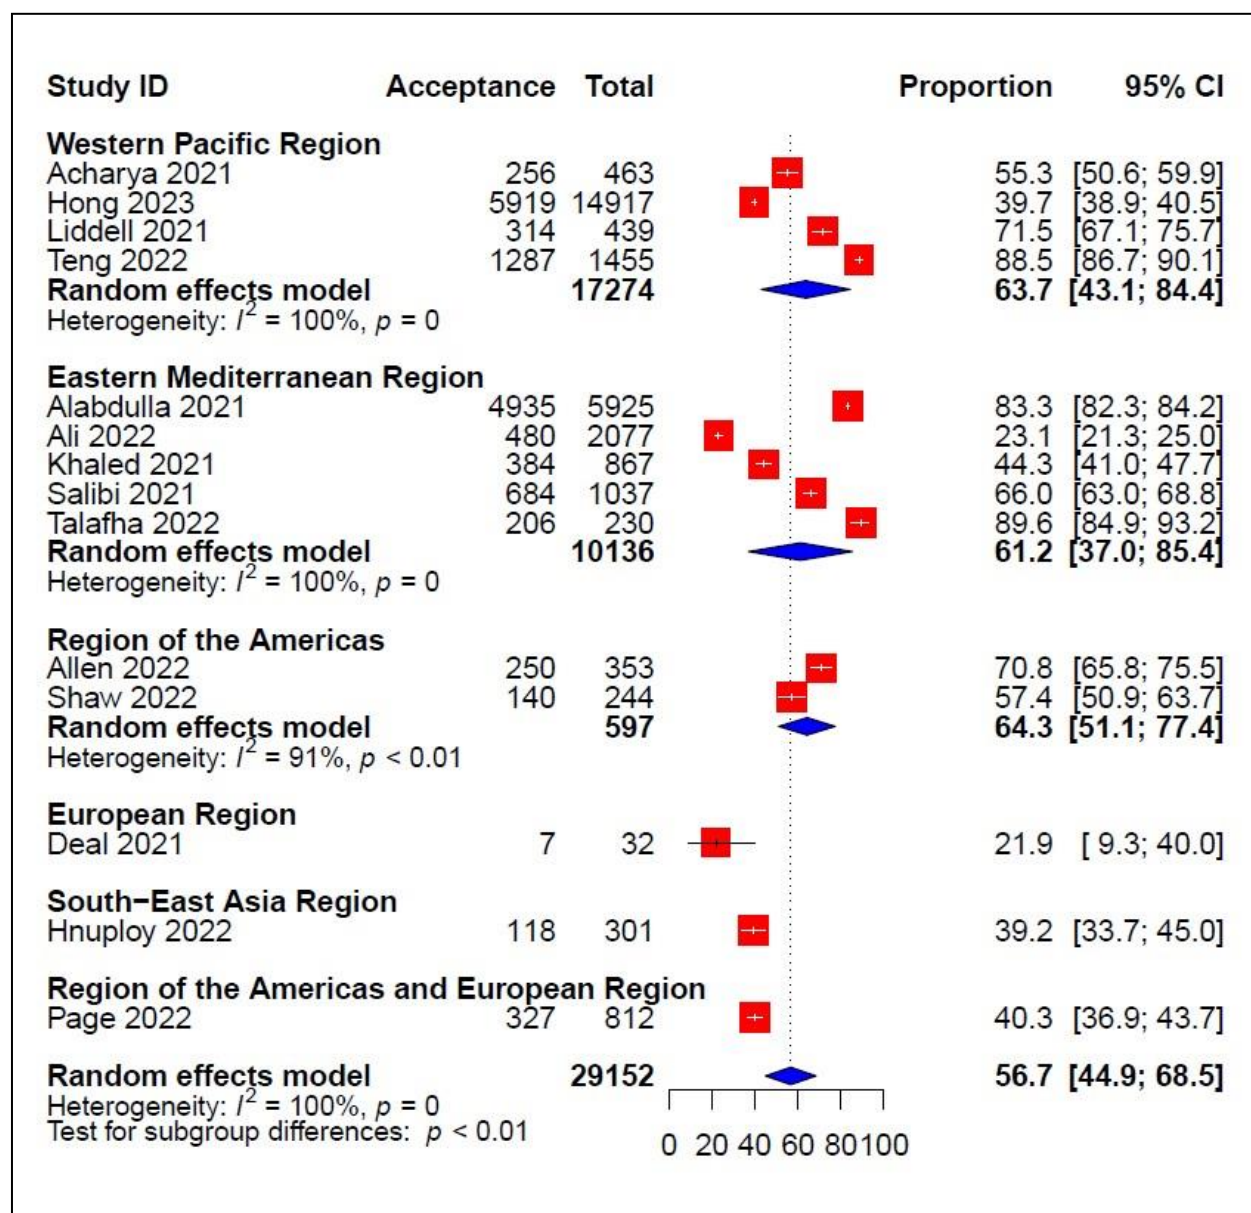 Study ID Acceptance Total Proportion 95% CI
Western Pacific Region
Acharya 2021 256 463 55.3 [50.6; 59.9]
Hong 2023 5919 14917 39.7 [38.9; 40.5]
Liddell 2021 314 439 71.5 [67.1; 75.7]
Teng 2022 1287 1455 88.5 [86.7; 90.1]
Random effects model 17274 63.7 [43.1; 84.4]
Heterogeneity: I² = 100%, p = 0
Eastern Mediterranean Region
Alabdulla 2021 4935 5925 83.3 [82.3; 84.2]
Ali 2022 480 2077 23.1 [21.3; 25.0]
Khaled 2021 384 867 44.3 [41.0; 47.7]
Salibi 2021 684 1037 66.0 [63.0; 68.8]
Talafha 2022 206 230 89.6 [84.9; 93.2]
Random effects model 10136 61.2 [37.0; 85.4]
Heterogeneity: I² = 100%, p = 0
Region of the Americas
Allen 2022 250 353 70.8 [65.8; 75.5]
Shaw 2022 140 244 57.4 [50.9; 63.7]
Random effects model 597 64.3 [51.1; 77.4]
Heterogeneity: I² = 91%, p < 0.01
European Region
Deal 2021 7 32 21.9 [ 9.3; 40.0]
South−East Asia Region
Hnuploy 2022 118 301 39.2 [33.7; 45.0]
Region of the Americas and European Region
Page 2022 327 812 40.3 [36.9; 43.7]
Random effects model 29152 56.7 [44.9; 68.5]
Heterogeneity: I² = 100%, p = 0
Test for subgroup differences: p < 0.01
0 20 40 60 80 100